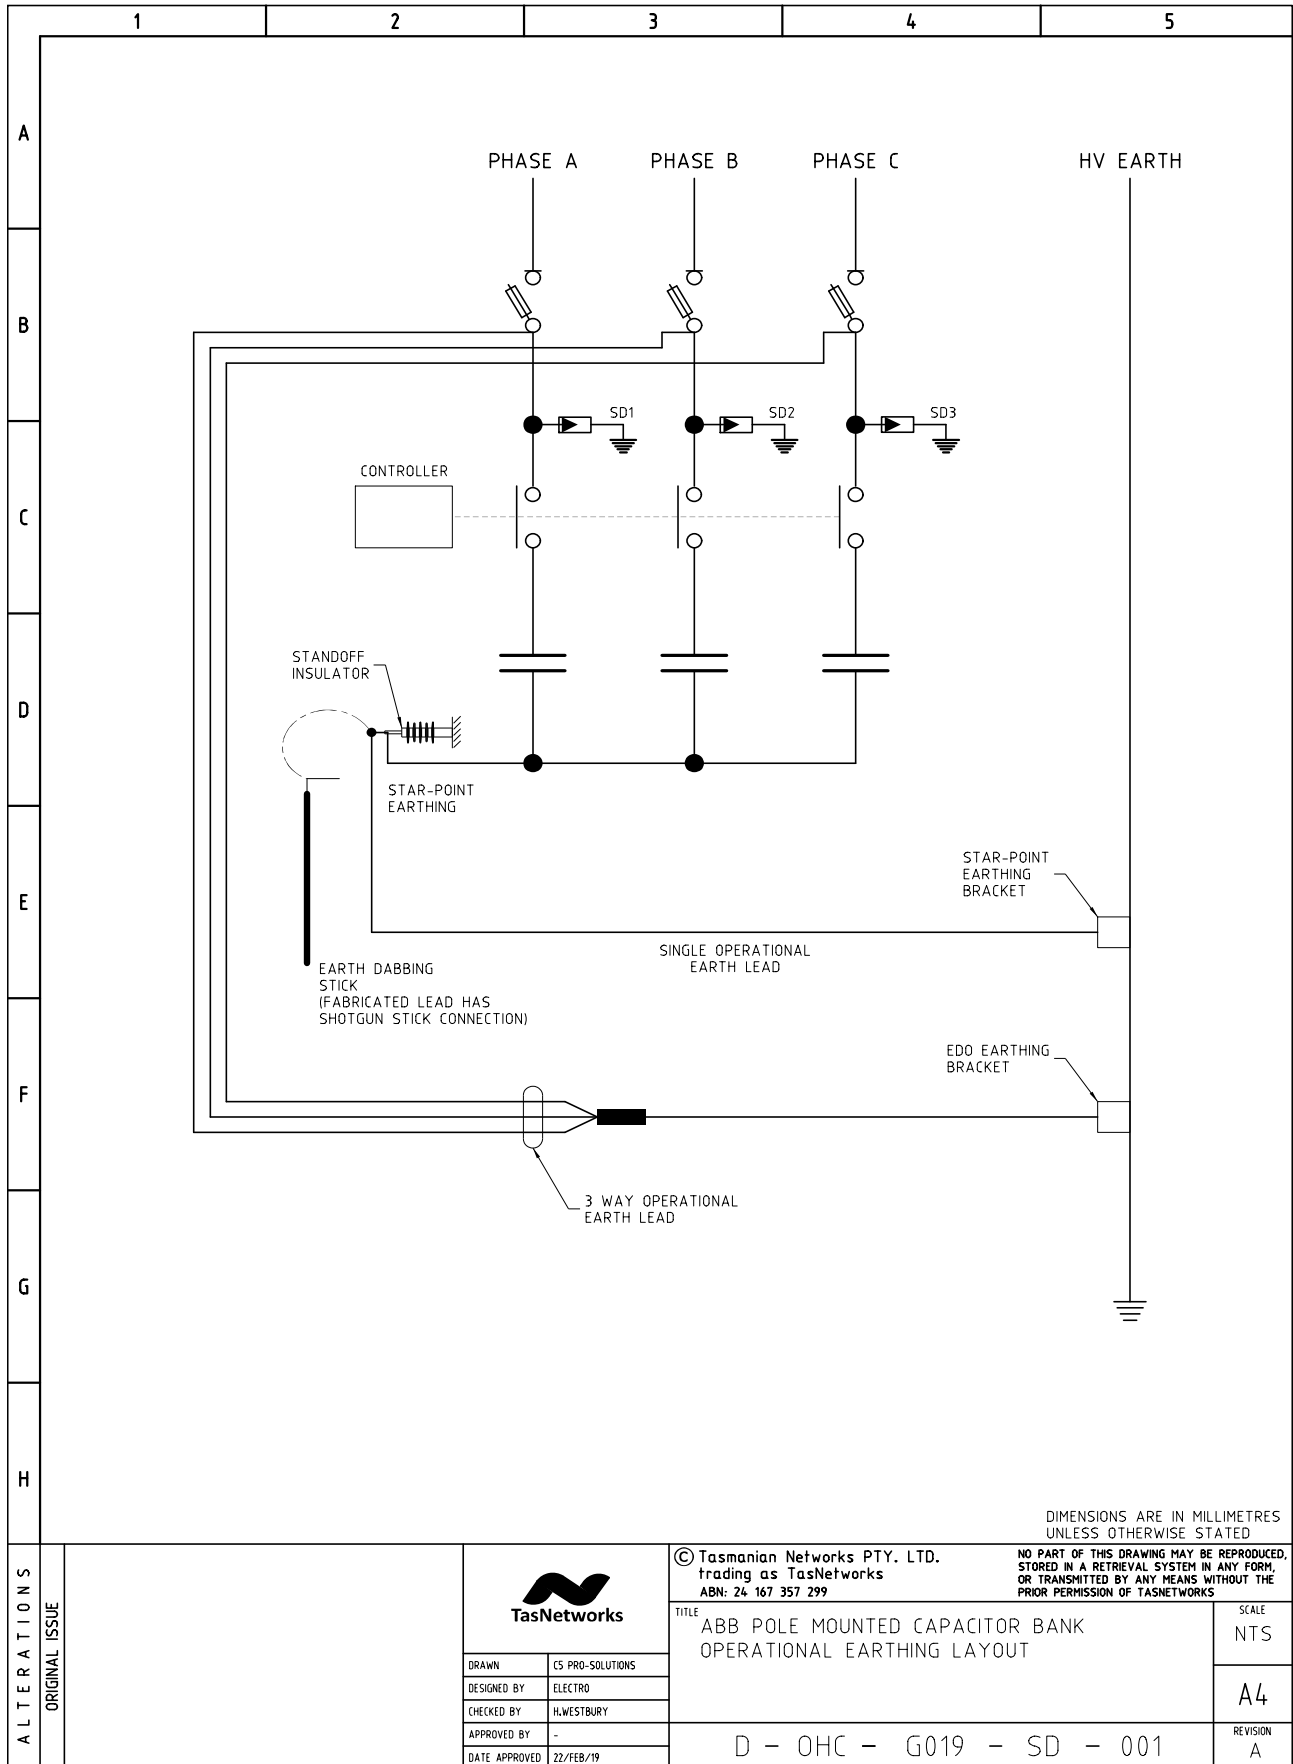 1 2 3 4 5
A
B
C
D
E
F
G
H
PHASE A PHASE B PHASE C HV EARTH
SD1 SD2 SD3
CONTROLLER
STANDOFF
INSULATOR
STAR-POINT
EARTHING
STAR-POINT
EARTHING
BRACKET
SINGLE OPERATIONAL
EARTH LEAD
EARTH DABBING
STICK
(FABRICATED LEAD HAS
SHOTGUN STICK CONNECTION)
EDO EARTHING
BRACKET
3 WAY OPERATIONAL
EARTH LEAD
DIMENSIONS ARE IN MILLIMETRES
UNLESS OTHERWISE STATED
ALTERATIONS
ORIGINAL ISSUE
TasNetworks
DRAWN CS PRO-SOLUTIONS
DESIGNED BY ELECTRO
CHECKED BY H.WESTBURY
APPROVED BY -
DATE APPROVED 22/FEB/19
© Tasmanian Networks PTY. LTD.
trading as TasNetworks
ABN: 24 167 357 299
NO PART OF THIS DRAWING MAY BE REPRODUCED,
STORED IN A RETRIEVAL SYSTEM IN ANY FORM,
OR TRANSMITTED BY ANY MEANS WITHOUT THE
PRIOR PERMISSION OF TASNETWORKS
TITLE
ABB POLE MOUNTED CAPACITOR BANK
OPERATIONAL EARTHING LAYOUT
SCALE
NTS
A4
D - OHC - G019 - SD - 001
REVISION
A